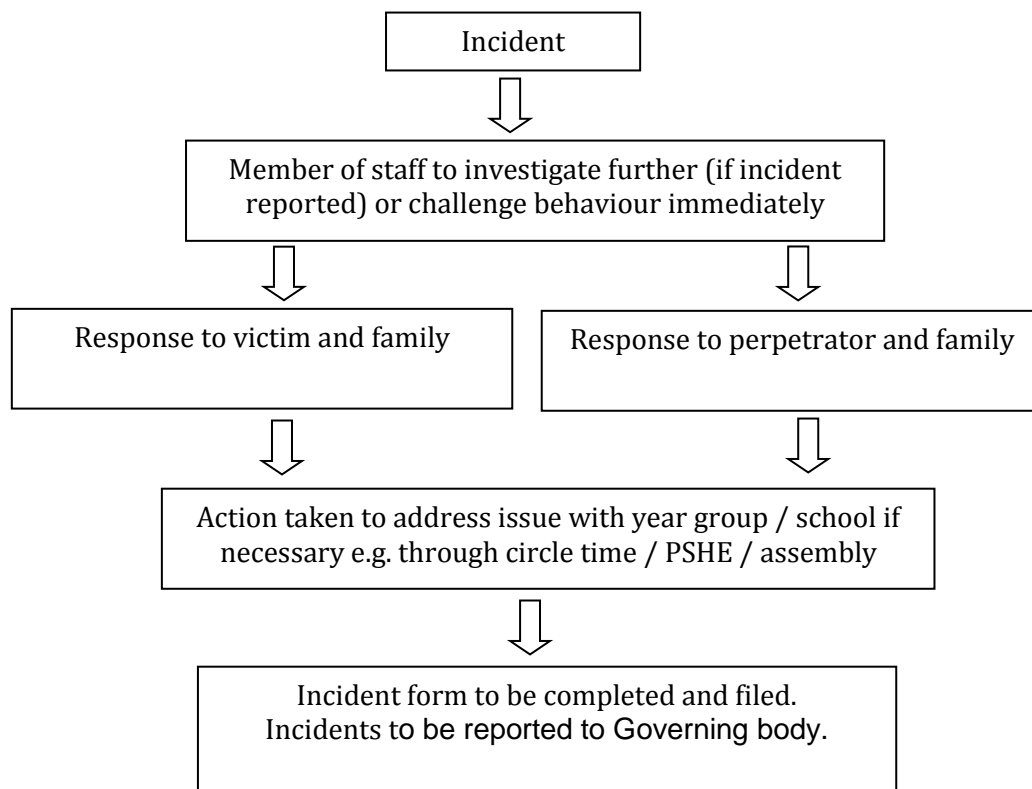 Incident
Member of staff to investigate further (if incident
reported) or challenge behaviour immediately
Response to victim and family
Response to perpetrator and family
Action taken to address issue with year group / school if
necessary e.g. through circle time / PSHE / assembly
Incident form to be completed and filed.
Incidents to be reported to Governing body.